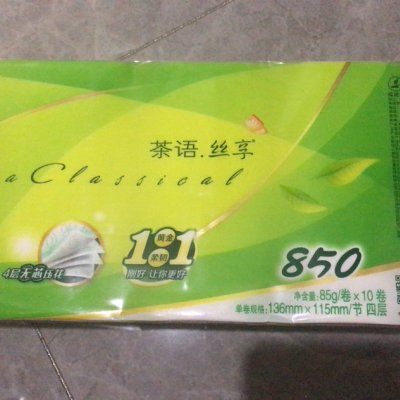 茶语.丝享
a Classical
4层无芯压花
黄金
1:1
柔韧
刚好 让你更好
850
净含量:85g/卷×10卷
单卷规格:136mm×115mm/节 四层